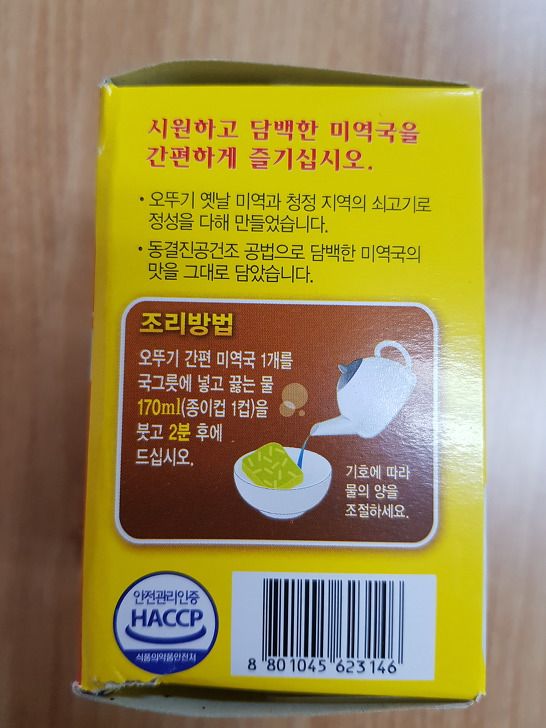 시원하고 담백한 미역국을
간편하게 즐기십시오.
• 오뚜기 옛날 미역과 청정 지역의 쇠고기로
정성을 다해 만들었습니다.
• 동결진공건조 공법으로 담백한 미역국의
맛을 그대로 담았습니다.
조리방법
오뚜기 간편 미역국 1개를
국그릇에 넣고 끓는 물
170ml(종이컵 1컵)을
붓고 2분 후에
드십시오.
기호에 따라
물의 양을
조절하세요.
안전관리인증
HACCP
식품의약품안전처
8 801045 623146